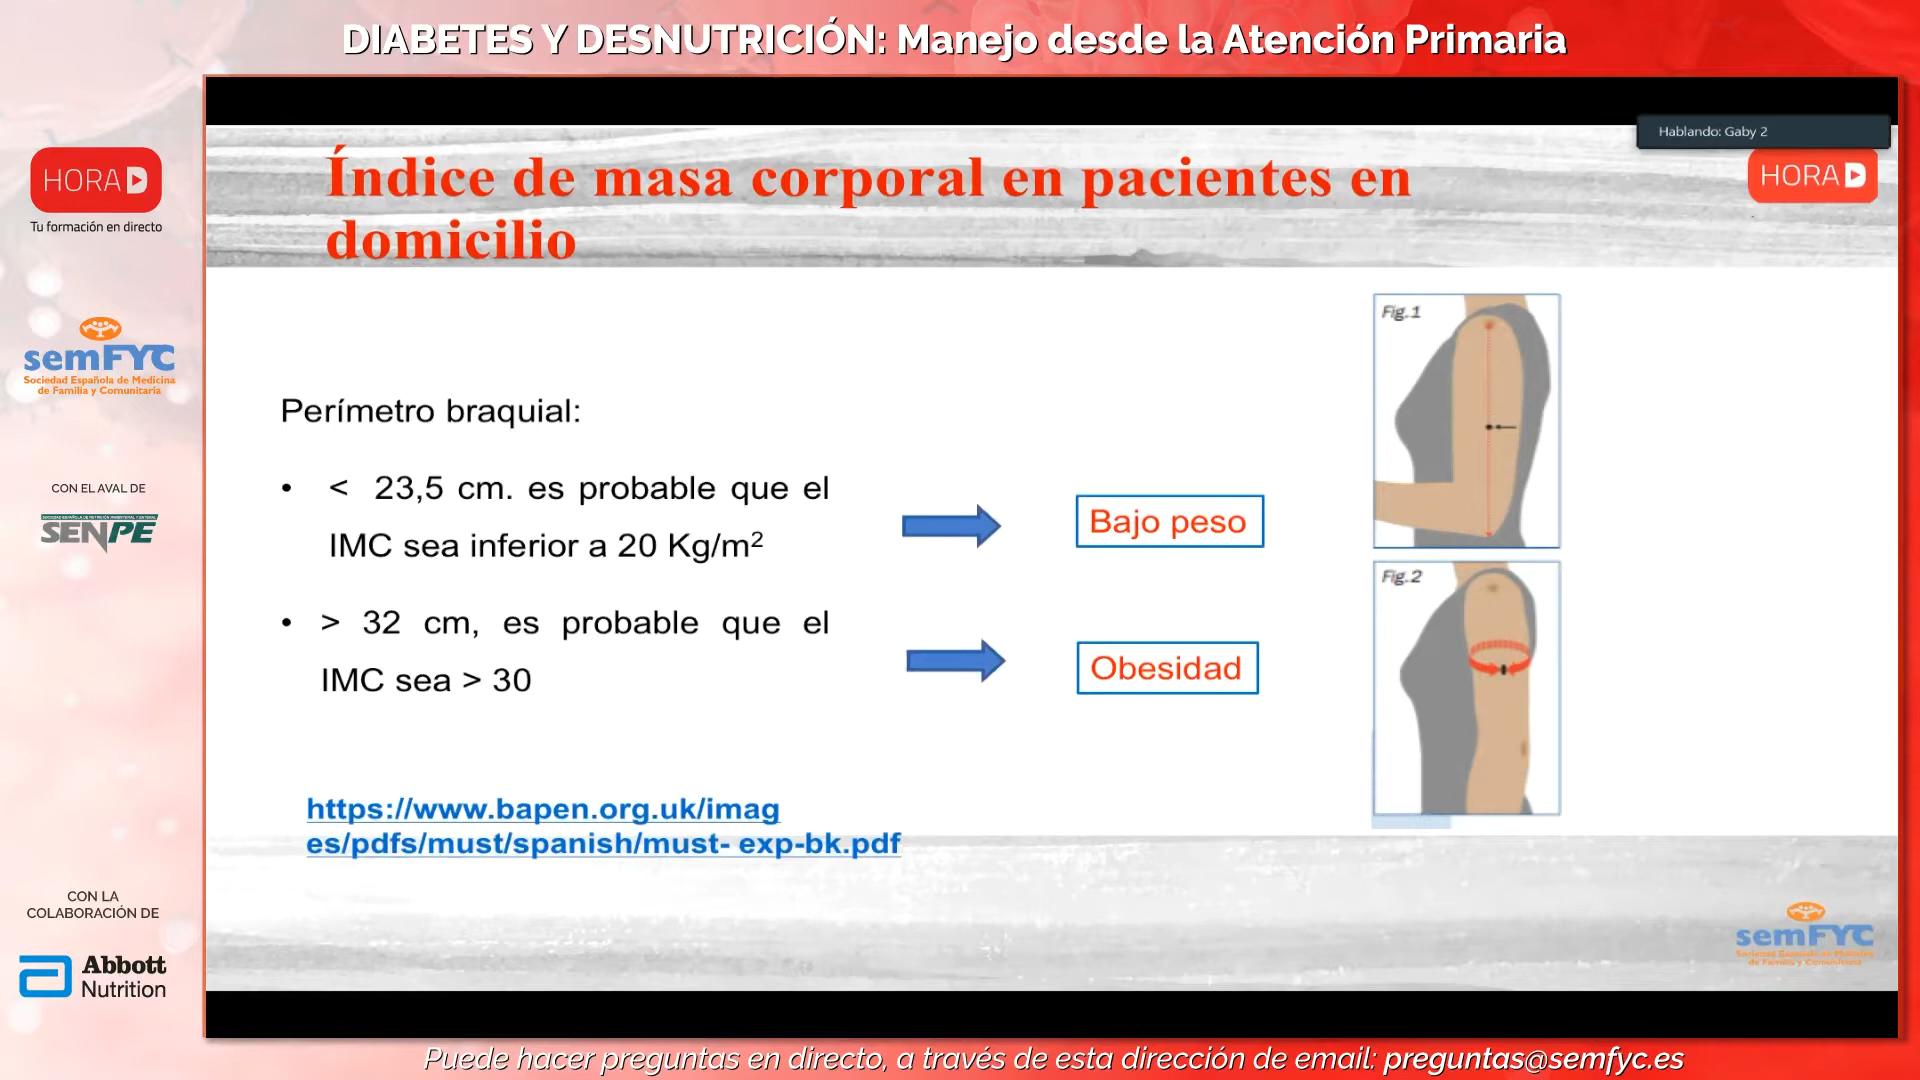 DIABETES Y DESNUTRICIÓN: Manejo desde la Atención Primaria
Hablando: Gaby 2
HORA
Tu formación en directo
semFYC
Sociedad Española de Medicina
de Familia y Comunitaria
CON EL AVAL DE
SENPE
CON LA
COLABORACIÓN DE
Abbott
Nutrition
Índice de masa corporal en pacientes en
domicilio
HORA
Perímetro braquial:
• < 23,5 cm. es probable que el
IMC sea inferior a 20 Kg/m²
Bajo peso
• > 32 cm, es probable que el
IMC sea > 30
Obesidad
https://www.bapen.org.uk/imag
es/pdfs/must/spanish/must- exp-bk.pdf
Fig.1
Fig.2
semFYC
Sociedad Española de Medicina
de Familia y Comunitaria
Puede hacer preguntas en directo, a través de esta dirección de email: preguntas@semfyc.es